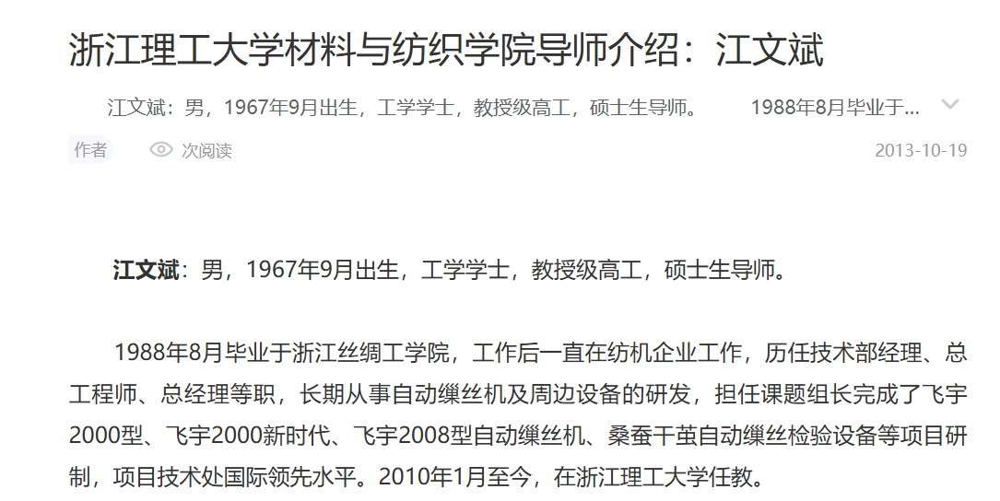 浙江理工大学材料与纺织学院导师介绍：江文斌
江文斌：男，1967年9月出生，工学学士，教授级高工，硕士生导师。 1988年8月毕业于...
作者 次阅读 2013-10-19
江文斌：男，1967年9月出生，工学学士，教授级高工，硕士生导师。
1988年8月毕业于浙江丝绸工学院，工作后一直在纺机企业工作，历任技术部经理、总
工程师、总经理等职，长期从事自动缫丝机及周边设备的研发，担任课题组长完成了飞宇
2000型、飞宇2000新时代、飞宇2008型自动缫丝机、桑蚕干茧自动缫丝检验设备等项目研
制，项目技术处国际领先水平。2010年1月至今，在浙江理工大学任教。